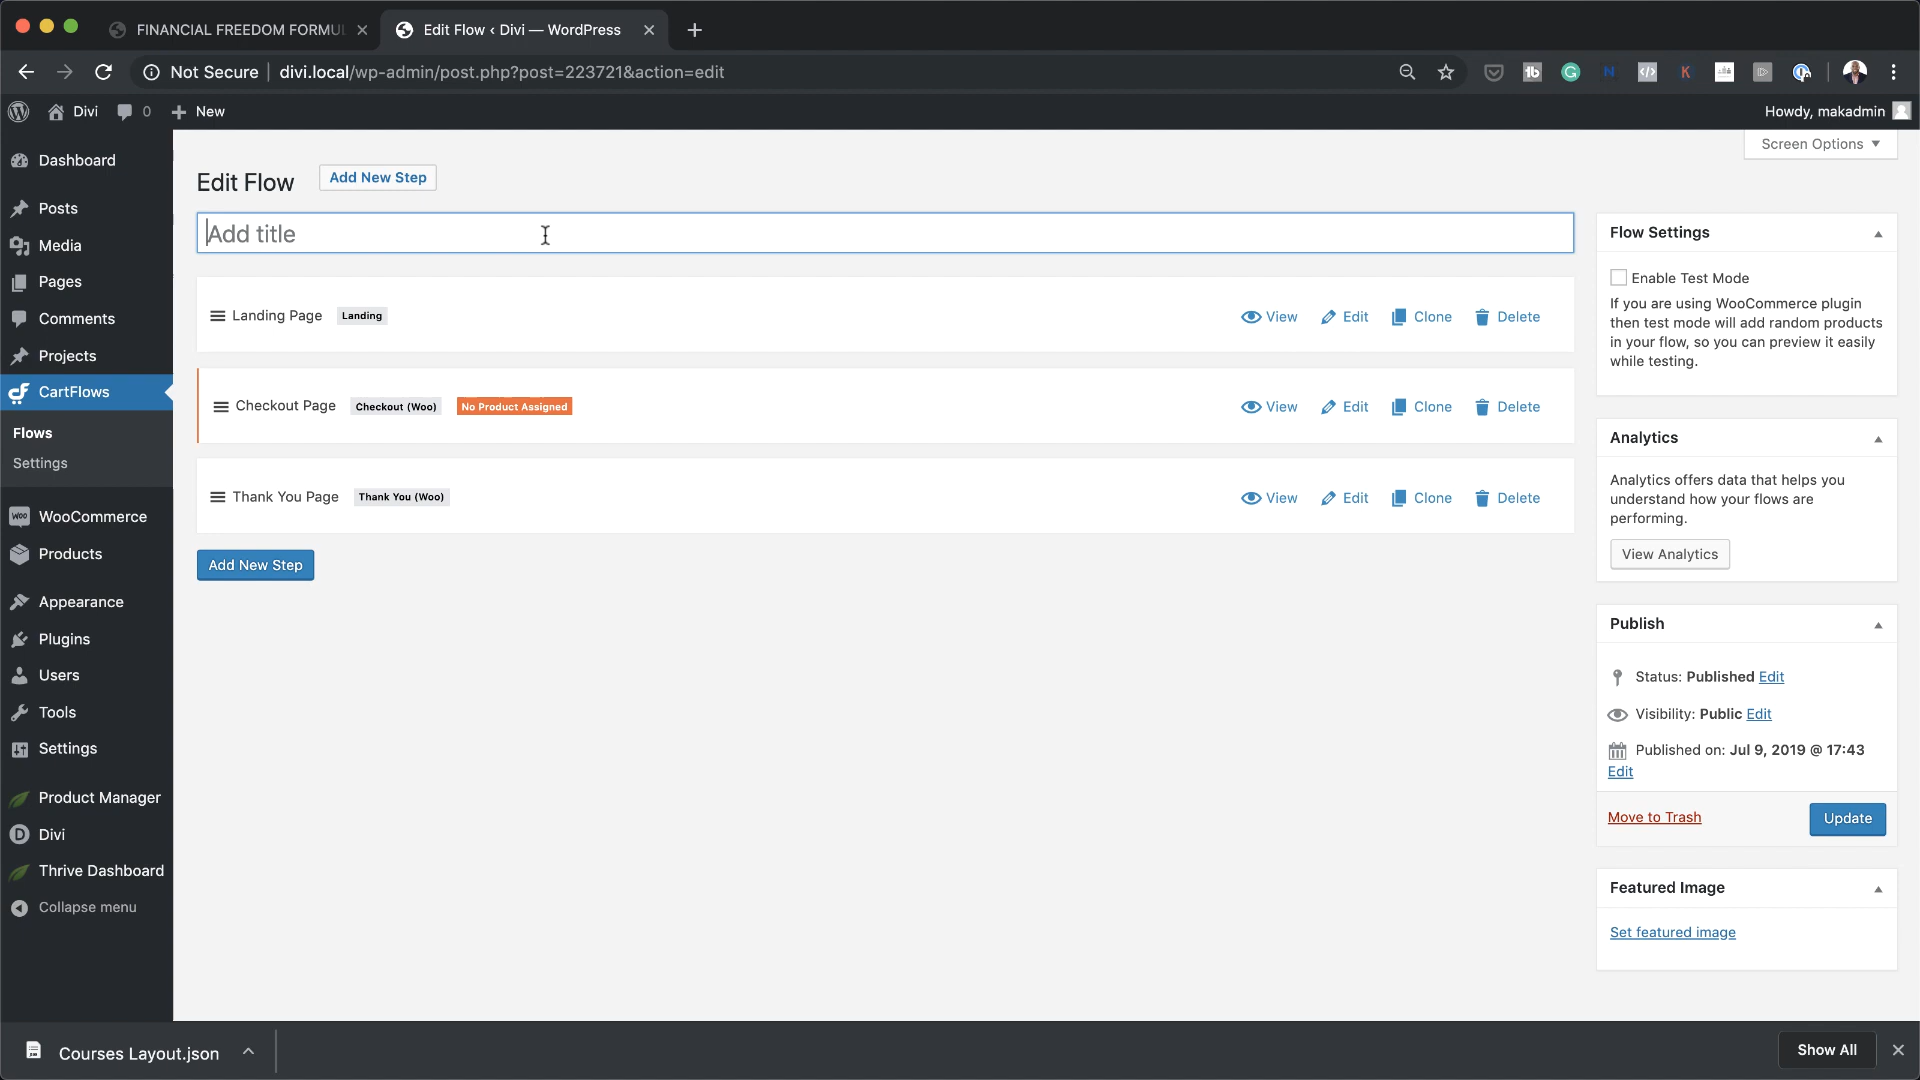 FINANCIAL FREEDOM FORMUL
Edit Flow ‹ Divi — WordPress
Not Secure
divi.local/wp-admin/post.php?post=223721&action=edit
Divi
0
New
Howdy, makadmin
Screen Options
Dashboard
Posts
Media
Pages
Comments
Projects
CartFlows
Flows
Settings
WooCommerce
Products
Appearance
Plugins
Users
Tools
Settings
Product Manager
Divi
Thrive Dashboard
Collapse menu
Edit Flow
Add New Step
Add title
Landing Page Landing View Edit Clone Delete
Checkout Page Checkout (Woo) No Product Assigned View Edit Clone Delete
Thank You Page Thank You (Woo) View Edit Clone Delete
Add New Step
Flow Settings
Enable Test Mode
If you are using WooCommerce plugin
then test mode will add random products
in your flow, so you can preview it easily
while testing.
Analytics
Analytics offers data that helps you
understand how your flows are
performing.
View Analytics
Publish
Status: Published Edit
Visibility: Public Edit
Published on: Jul 9, 2019 @ 17:43
Edit
Move to Trash
Update
Featured Image
Set featured image
Courses Layout.json
Show All